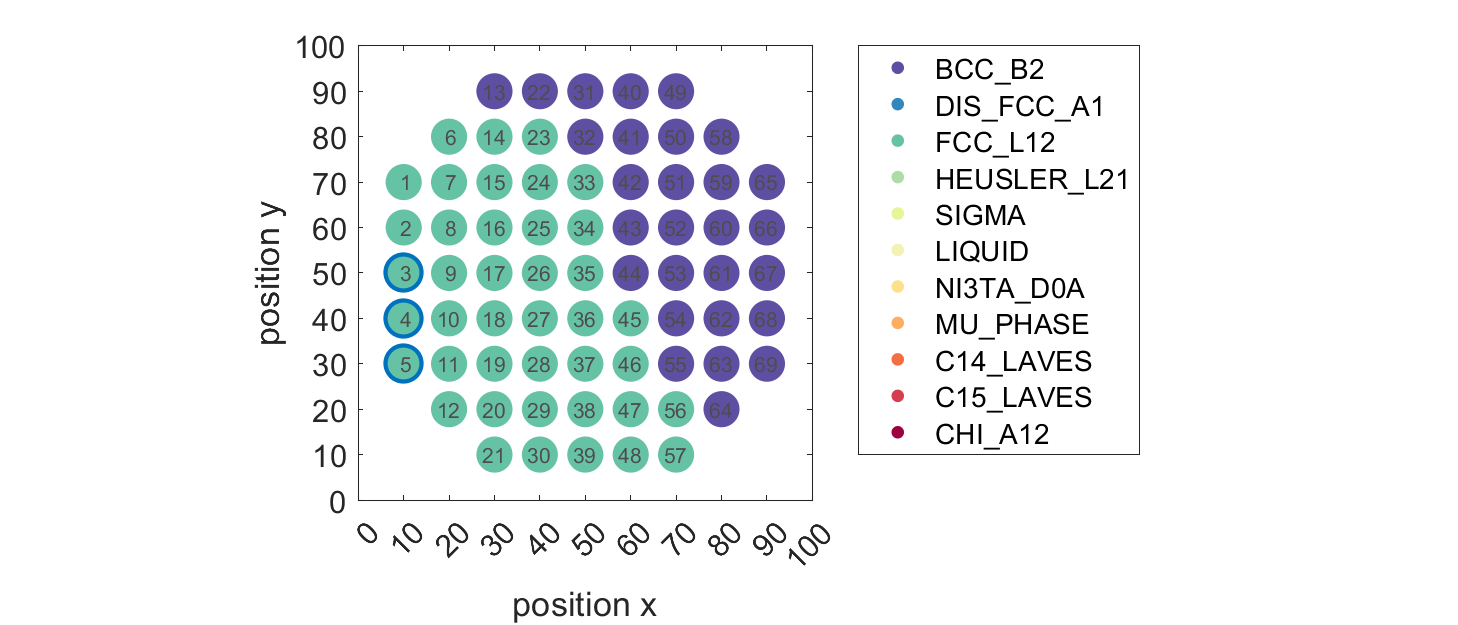 100
90 13 22 31 40 49
80 6 14 23 32 41 50 58
70 1 7 15 24 33 42 51 59 65
60 2 8 16 25 34 43 52 60 66
50 3 9 17 26 35 44 53 61 67
40 4 10 18 27 36 45 54 62 68
30 5 11 19 28 37 46 55 63 69
20 12 20 29 38 47 56 64
10 21 30 39 48 57
0
position y
0 10 20 30 40 50 60 70 80 90 100
position x
BCC_B2
DIS_FCC_A1
FCC_L12
HEUSLER_L21
SIGMA
LIQUID
NI3TA_D0A
MU_PHASE
C14_LAVES
C15_LAVES
CHI_A12